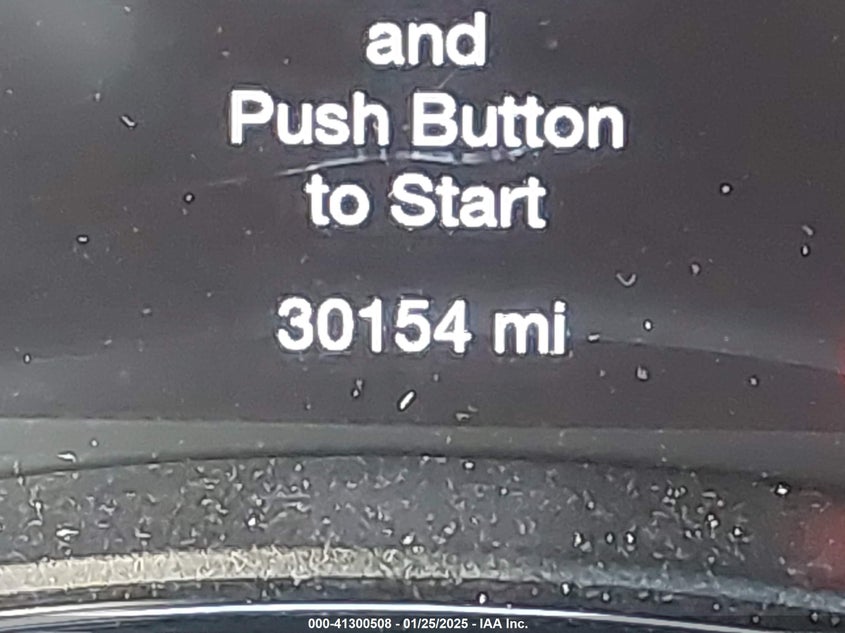 and
Push Button
to Start
30154 mi
000-41300508 - 01/25/2025 - IAA Inc.